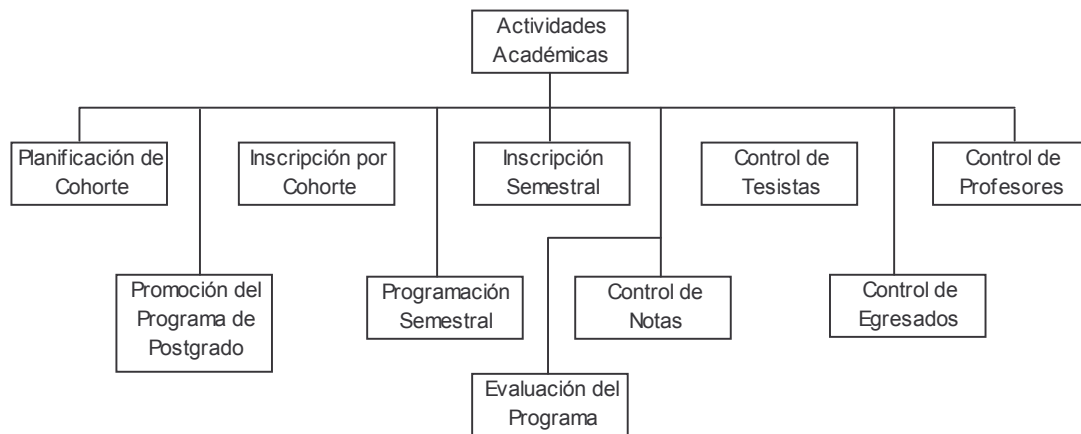 Actividades
Académicas
Planificación de
Cohorte
Inscripción por
Cohorte
Inscripción
Semestral
Control de
Tesistas
Control de
Profesores
Promoción del
Programa de
Postgrado
Programación
Semestral
Control de
Notas
Control de
Egresados
Evaluación del
Programa